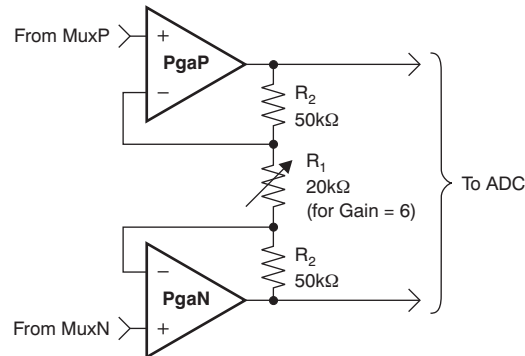 From MuxP
+
PgaP
−
R2
50kΩ
R1
20kΩ
(for Gain = 6)
To ADC
R2
50kΩ
−
PgaN
From MuxN
+